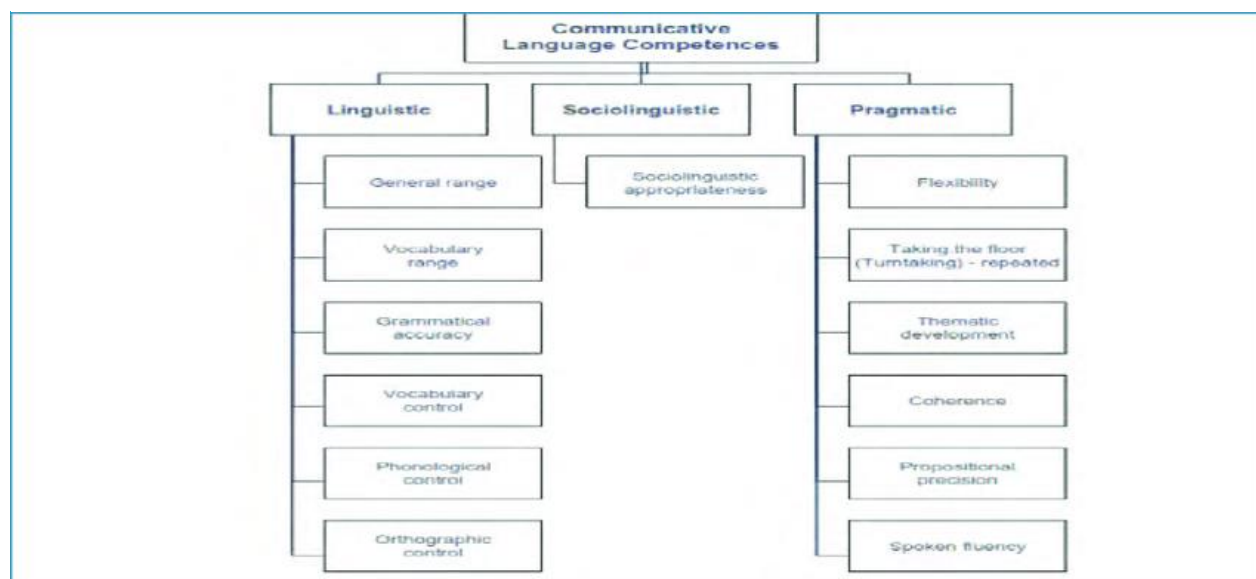 Communicative
Language Competences
Linguistic
Sociolinguistic
Pragmatic
General range
Sociolinguistic
appropriateness
Flexibility
Vocabulary
range
Taking the floor
(Turntaking) - repeated
Grammatical
accuracy
Thematic
development
Vocabulary
control
Coherence
Phonological
control
Propositional
precision
Orthographic
control
Spoken fluency